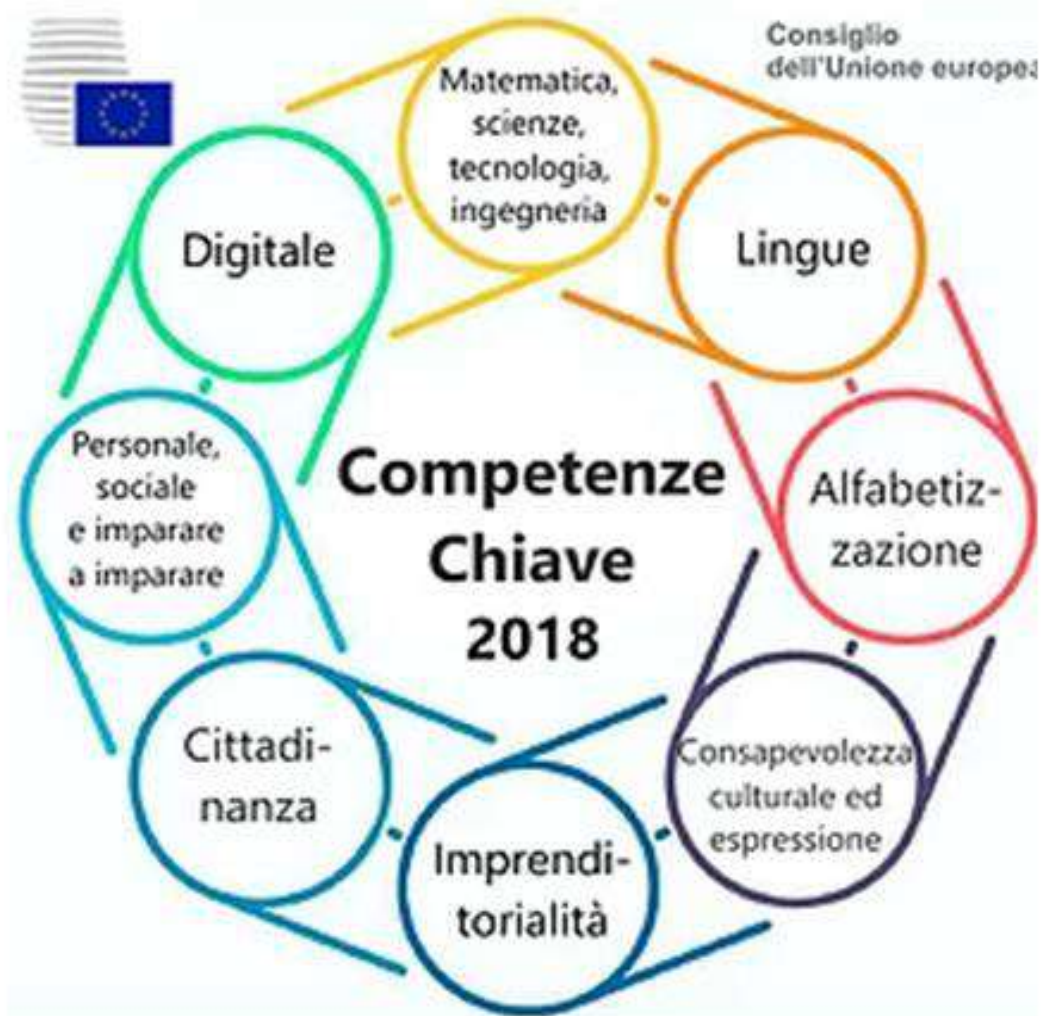 Consiglio
dell'Unione europea
Matematica,
scienze,
tecnologia,
ingegneria
Lingue
Alfabetiz-
zazione
Consapevolezza
culturale ed
espressione
Imprendi-
torialità
Cittadi-
nanza
Personale,
sociale
e imparare
a imparare
Digitale
Competenze
Chiave
2018